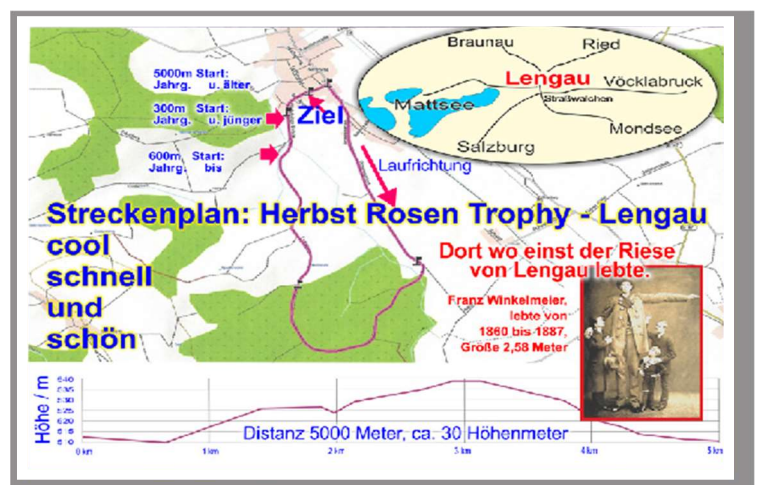 5000m Start:
Jahrg. u. älter
300m Start:
Jahrg. u. jünger
600m Start:
Jahrg. bis
Ziel
Laufrichtung
Braunau
Ried
Lengau
Vöcklabruck
Straßwalchen
Mattsee
Mondsee
Salzburg
Streckenplan: Herbst Rosen Trophy - Lengau
cool
schnell
und
schön
Dort wo einst der Riese
von Lengau lebte.
Franz Winkelmeier,
lebte von
1860 bis 1887,
Größe 2,58 Meter
Höhe / m
Distanz 5000 Meter, ca. 30 Höhenmeter
0 km
1 km
2 km
3 km
4 km
5 km